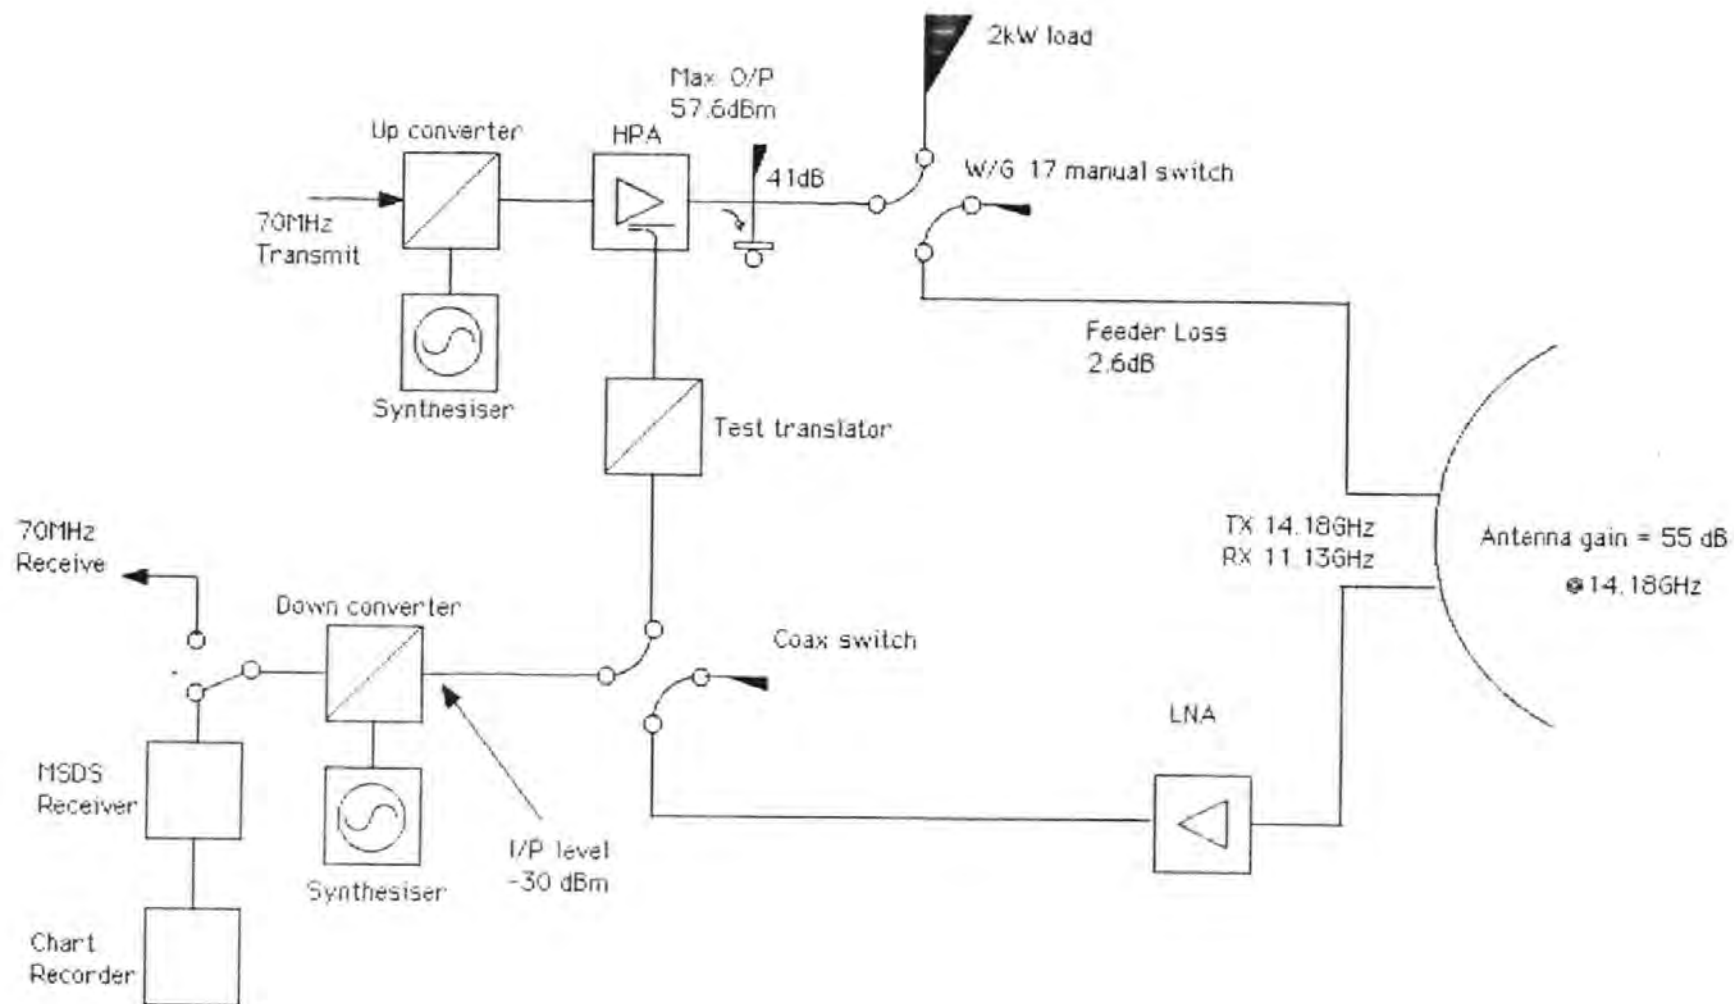 2kW load
Max O/P
57.6dBm
Up converter
HPA
41dB
W/G 17 manual switch
70MHz
Transmit
Feeder Loss
2.6dB
Synthesiser
Test translator
70MHz
Receive
TX 14.18GHz
RX 11.13GHz
Antenna gain = 55 dB
@14.18GHz
Down converter
Coax switch
LNA
MSDS
Receiver
I/P level
-30 dBm
Synthesiser
Chart
Recorder